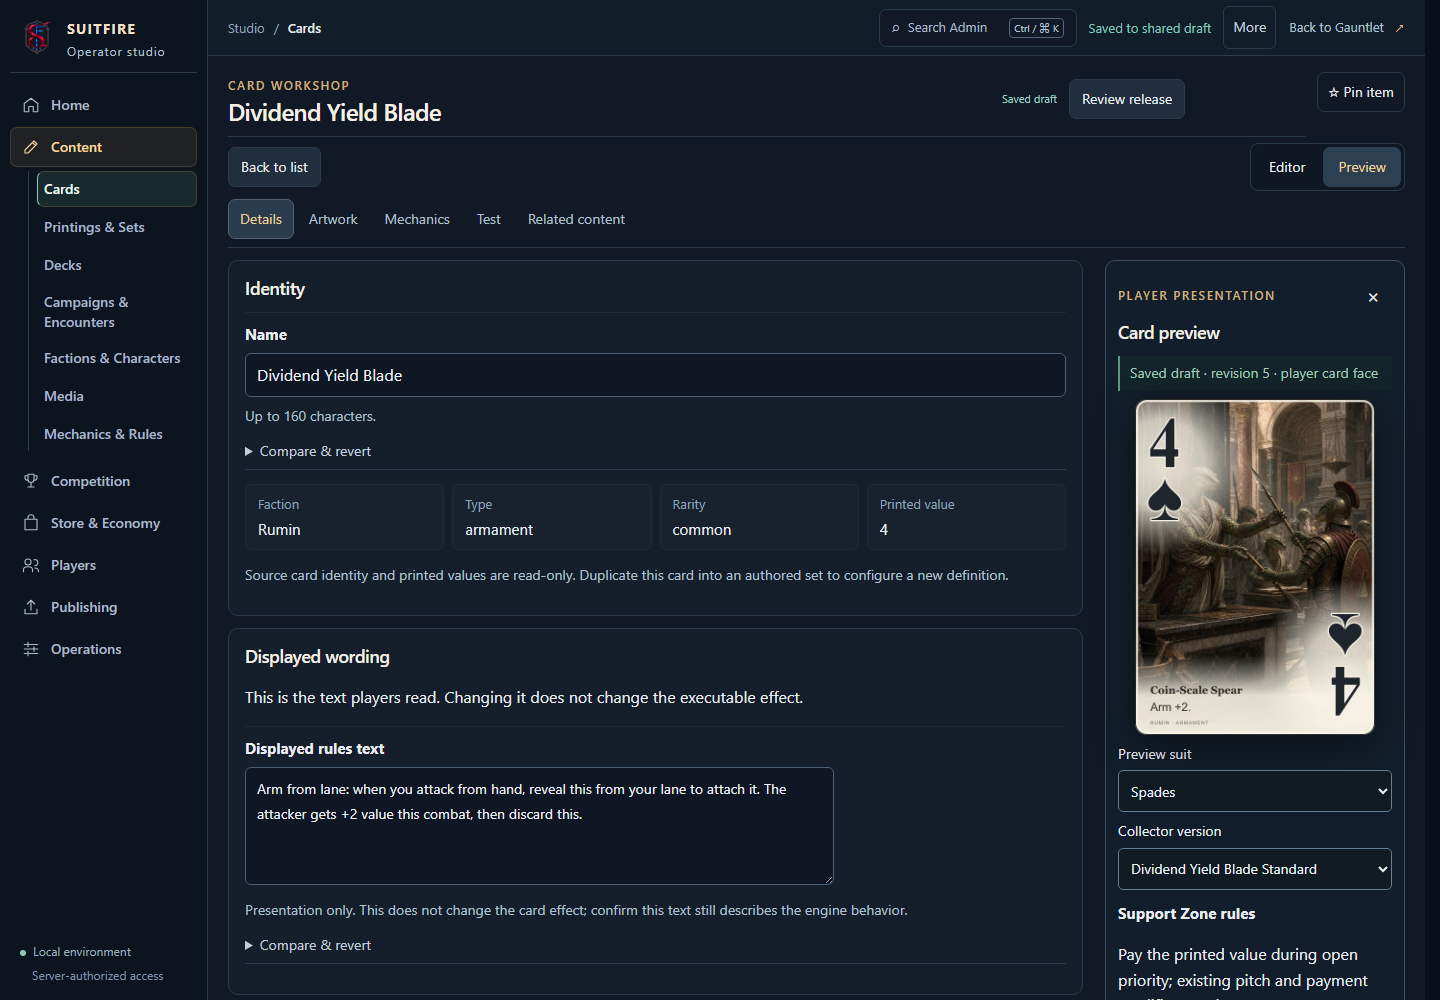 SUITFIRE
Operator studio
Home
Content
Cards
Printings & Sets
Decks
Campaigns &
Encounters
Factions & Characters
Media
Mechanics & Rules
Competition
Store & Economy
Players
Publishing
Operations
Local environment
Server-authorized access
Studio / Cards
Search Admin Ctrl / ⌘ K
Saved to shared draft
More
Back to Gauntlet ↗
CARD WORKSHOP
Dividend Yield Blade
Saved draft
Review release
☆ Pin item
Back to list
Editor
Preview
Details
Artwork
Mechanics
Test
Related content
Identity
Name
Dividend Yield Blade
Up to 160 characters.
Compare & revert
Faction
Rumin
Type
armament
Rarity
common
Printed value
4
Source card identity and printed values are read-only. Duplicate this card into an authored set to configure a new definition.
Displayed wording
This is the text players read. Changing it does not change the executable effect.
Displayed rules text
Arm from lane: when you attack from hand, reveal this from your lane to attach it. The
attacker gets +2 value this combat, then discard this.
Presentation only. This does not change the card effect; confirm this text still describes the engine behavior.
Compare & revert
PLAYER PRESENTATION
Card preview
Saved draft · revision 5 · player card face
4
Coin-Scale Spear
Arm +2.
RUMIN · ARMAMENT
4
Preview suit
Spades
Collector version
Dividend Yield Blade Standard
Support Zone rules
Pay the printed value during open
priority; existing pitch and payment